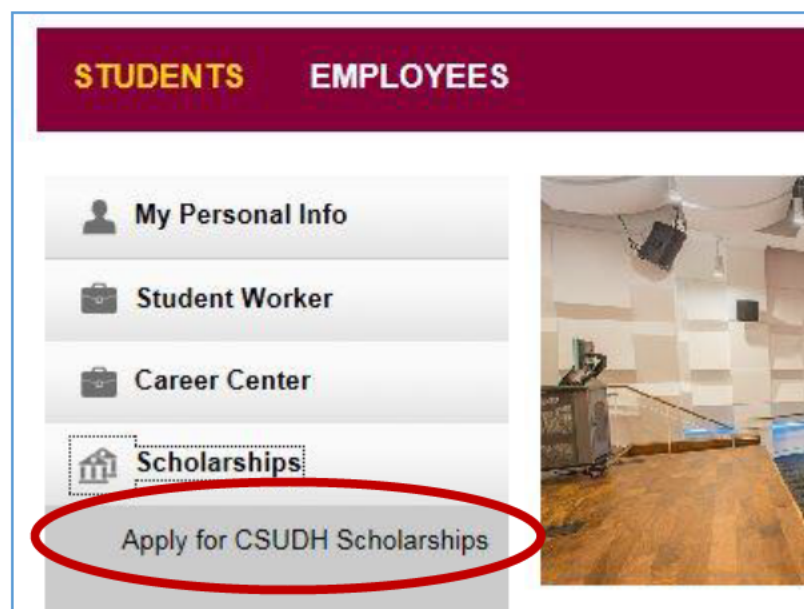 STUDENTS EMPLOYEES
My Personal Info
Student Worker
Career Center
Scholarships
Apply for CSUDH Scholarships